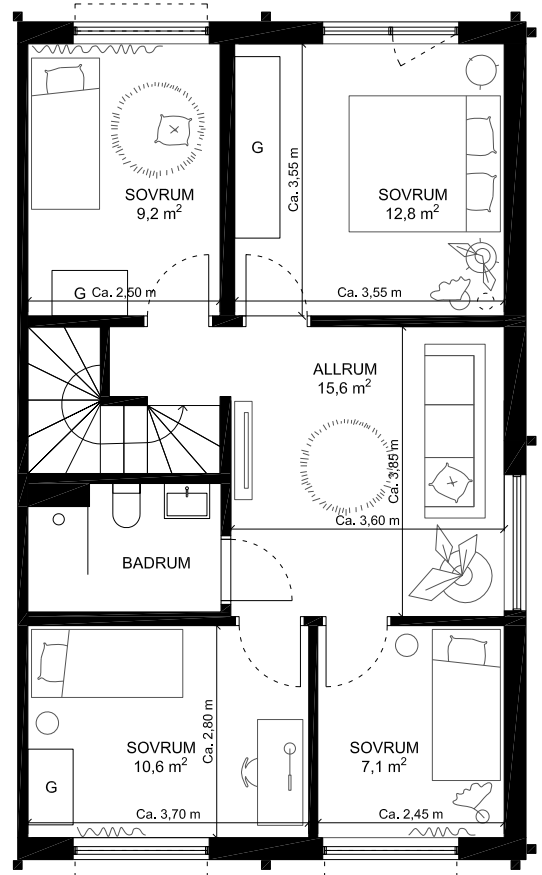 G
SOVRUM
9,2 m²
SOVRUM
12,8 m²
Ca. 3,55 m
G
Ca. 2,50 m
Ca. 3,55 m
ALLRUM
15,6 m²
Ca. 3,85 m
Ca. 3,60 m
BADRUM
Ca. 2,80 m
SOVRUM
10,6 m²
SOVRUM
7,1 m²
G
Ca. 3,70 m
Ca. 2,45 m